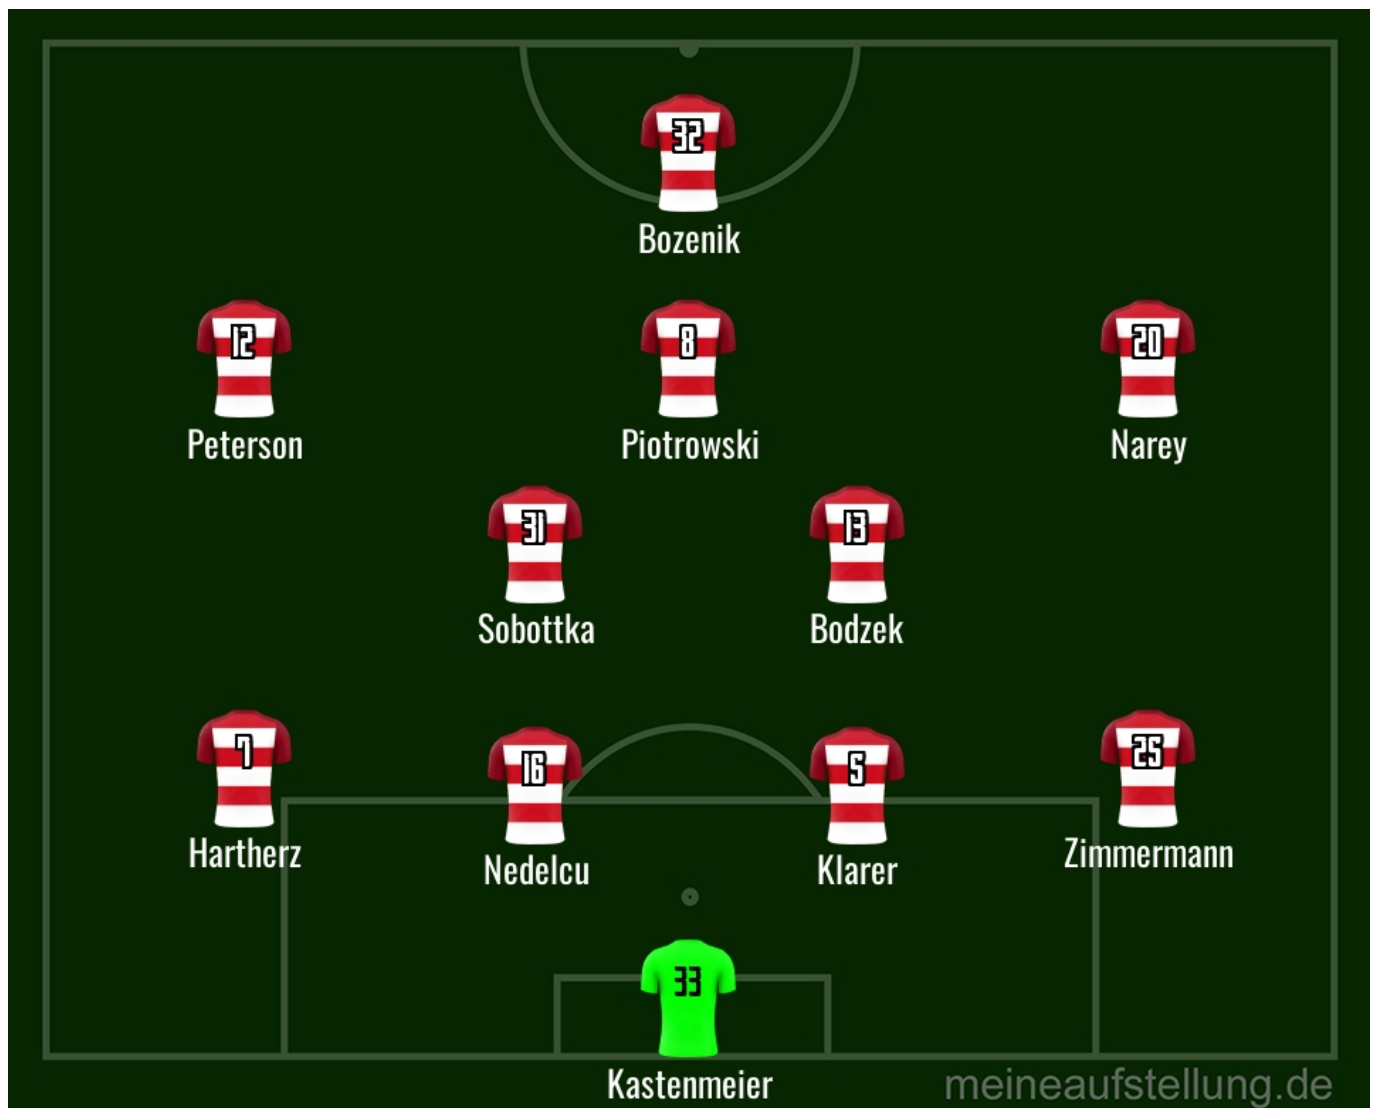 32
Bozenik
12 8 20
Peterson Piotrowski Narey
31 13
Sobottka Bodzek
7 25
16 5
Hartherz Zimmermann
Nedelcu Klarer
33
Kastenmeier
meineaufstellung.de